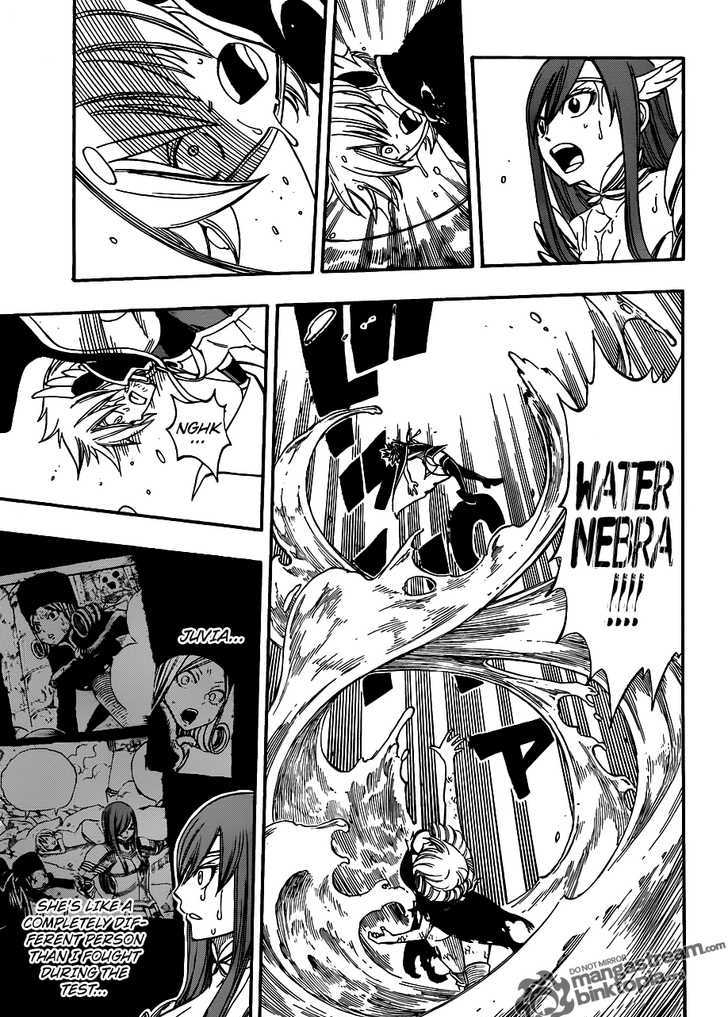 WATER
NEBRA
!!!!
NGHK
...
JUVIA...
SHE'S LIKE A
COMPLETELY DIF-
FERENT PERSON
THAN I FOUGHT
DURING THE
TEST...
DO NOT MIRROR
mangastream.com
binktopia